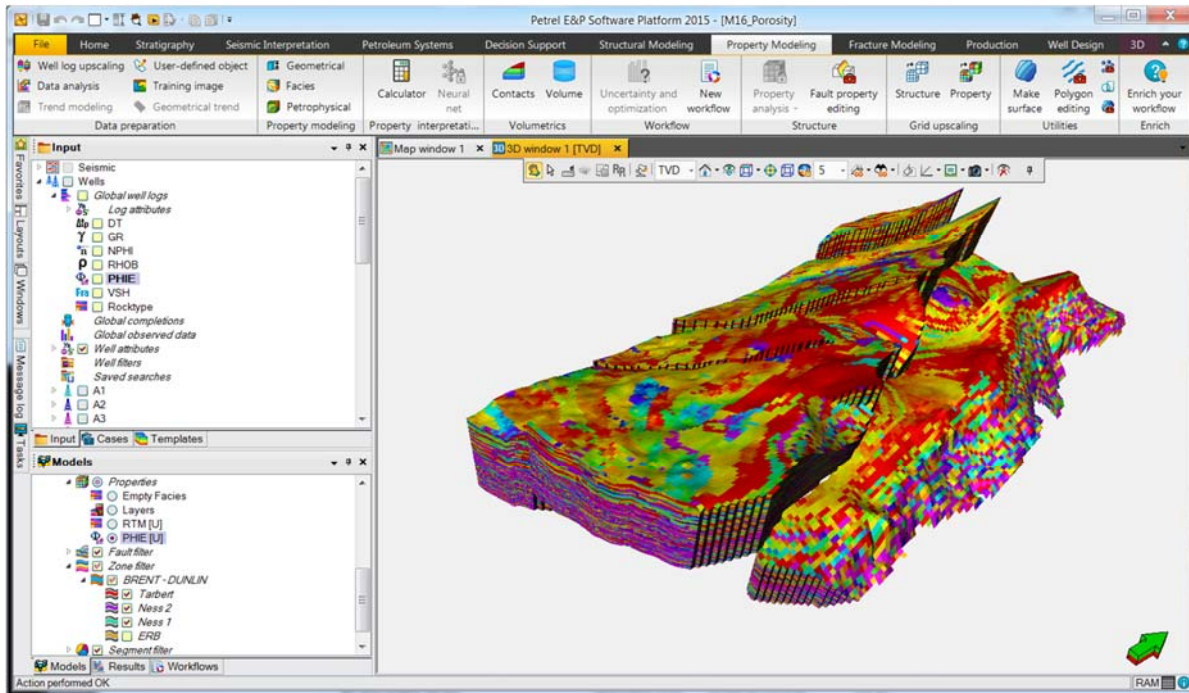 Petrel E&P Software Platform 2015 - [M16_Porosity]
File Home Stratigraphy Seismic Interpretation Petroleum Systems Decision Support Structural Modeling Property Modeling Fracture Modeling Production Well Design 3D
Well log upscaling User-defined object Geometrical
Data analysis Training image Facies
Trend modeling Geometrical trend Petrophysical
Calculator Neural net Contacts Volume Uncertainty and optimization New workflow Property analysis Fault property editing Structure Property Make surface Polygon editing Enrich your workflow
Data preparation Property modeling Property interpretati... Volumetrics Workflow Structure Grid upscaling Utilities Enrich
Favorites
Layouts
Windows
Message log
Tasks
Input
Seismic
Wells
Global well logs
Log attributes
DT
GR
NPHI
RHOB
PHIE
VSH
Rocktype
Global completions
Global observed data
Well attributes
Well filters
Saved searches
A1
A2
A3
Input Cases Templates
Models
Properties
Empty Facies
Layers
RTM [U]
PHIE [U]
Fault filter
Zone filter
BRENT - DUNLIN
Tarbert
Ness 2
Ness 1
ERB
Segment filter
Models Results Workflows
Map window 1 3D window 1 [TVD]
TVD 5
Action performed OK
RAM